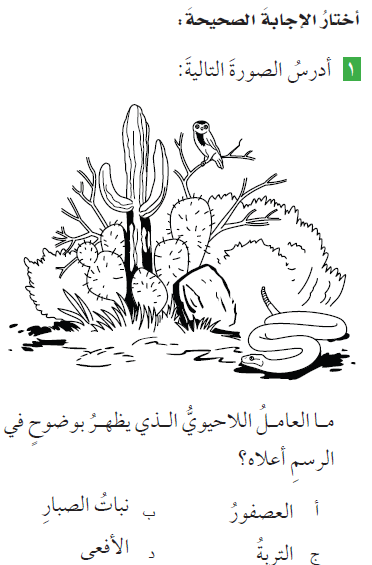 أختارُ الإجابةَ الصحيحةَ:
١ أدرسُ الصورةَ التاليةَ:
مـا العامـلُ اللاحيويُّ الـذي يظهـرُ بوضوحٍ في
الرسمِ أعلاه؟
أ العصفورُ ب نباتُ الصبارِ
ج التربةُ د الأفعى